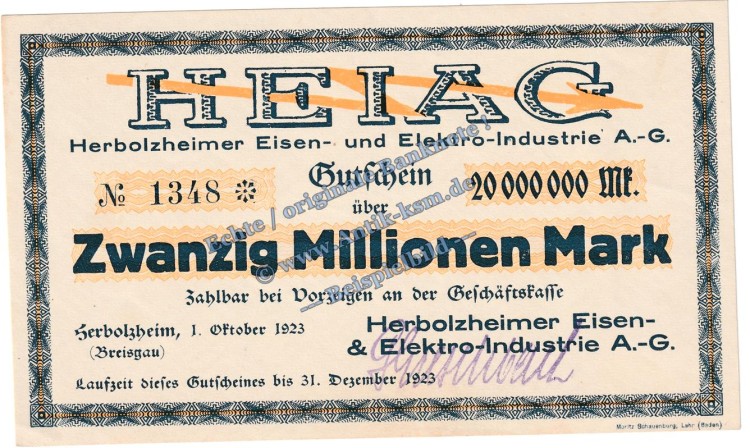 HEIAG
Herbolzheimer Eisen- und Elektro-Industrie A.-G.
№ 1348 ※
Gutschein
20 000 000 Mk.
über
Zwanzig Millionen Mark
Zahlbar bei Vorzeigen an der Geschäftskasse
Herbolzheim, 1. Oktober 1923
(Breisgau)
Herbolzheimer Eisen-
& Elektro-Industrie A.-G.
Laufzeit dieses Gutscheines bis 31. Dezember 1923
Moritz Schauenburg, Lahr (Baden)
Echte / originale Banknote !
© www.Antik-ksm.de
--- Beispielbild ---